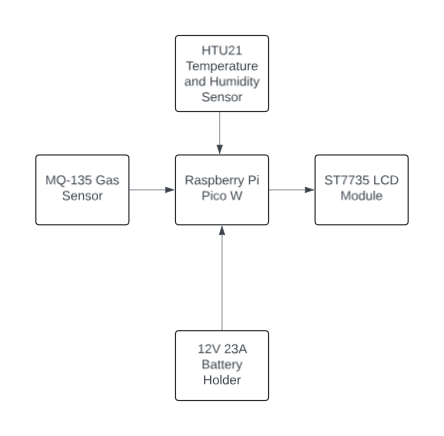 HTU21
Temperature
and Humidity
Sensor
MQ-135 Gas
Sensor
Raspberry Pi
Pico W
ST7735 LCD
Module
12V 23A
Battery
Holder